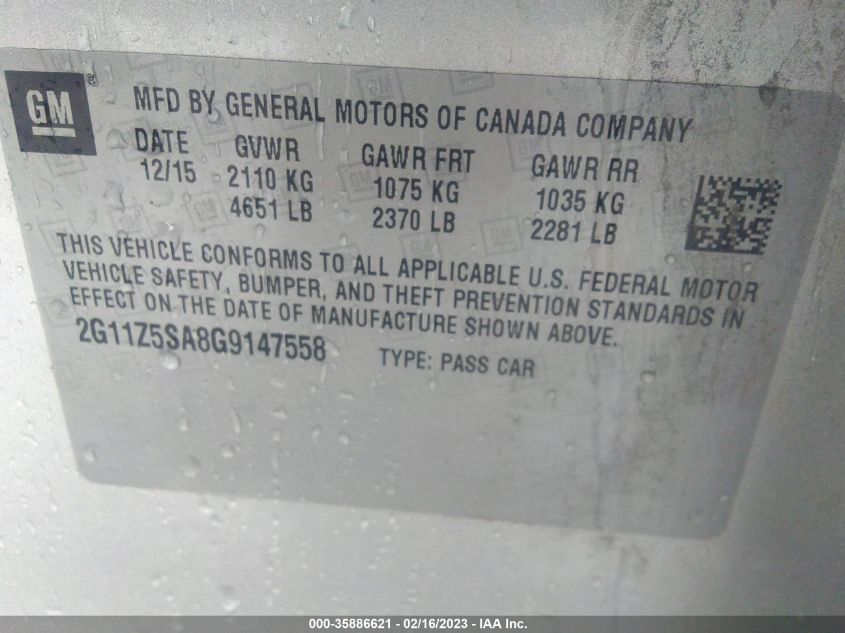 GM ®
MFD BY GENERAL MOTORS OF CANADA COMPANY
DATE GVWR GAWR FRT GAWR RR
12/15 2110 KG 1075 KG 1035 KG
4651 LB 2370 LB 2281 LB
THIS VEHICLE CONFORMS TO ALL APPLICABLE U.S. FEDERAL MOTOR
VEHICLE SAFETY, BUMPER, AND THEFT PREVENTION STANDARDS IN
EFFECT ON THE DATE OF MANUFACTURE SHOWN ABOVE.
2G11Z5SA8G9147558 TYPE: PASS CAR
000-35886621 / 02/16/2023 - IAA Inc.